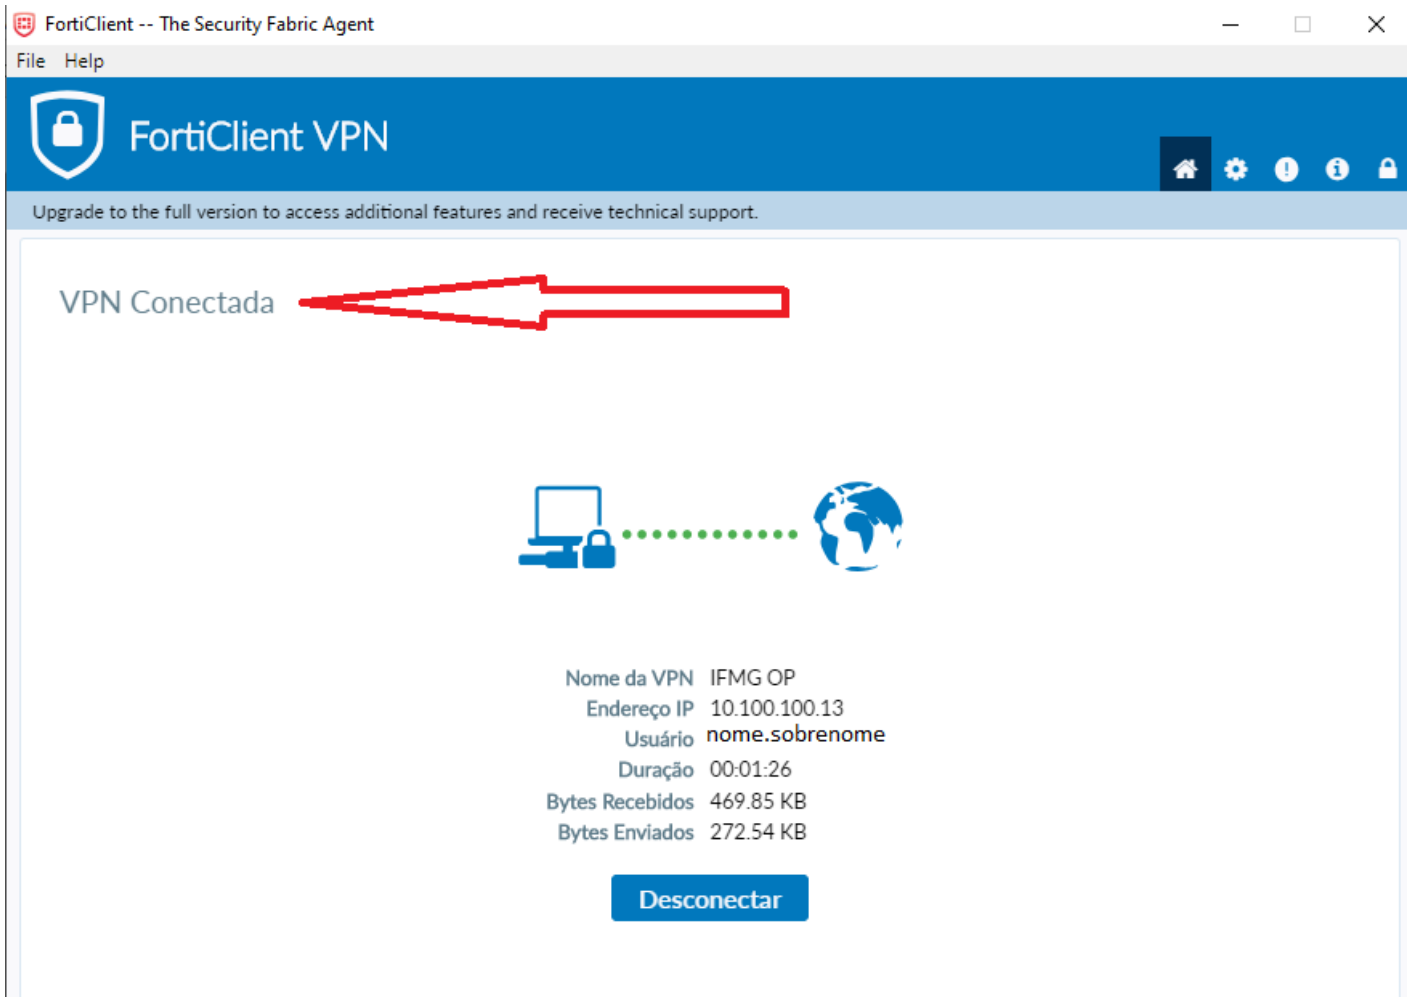 FortiClient -- The Security Fabric Agent
File Help
FortiClient VPN
Upgrade to the full version to access additional features and receive technical support.
VPN Conectada
Nome da VPN IFMG OP
Endereço IP 10.100.100.13
Usuário nome.sobrenome
Duração 00:01:26
Bytes Recebidos 469.85 KB
Bytes Enviados 272.54 KB
Desconectar